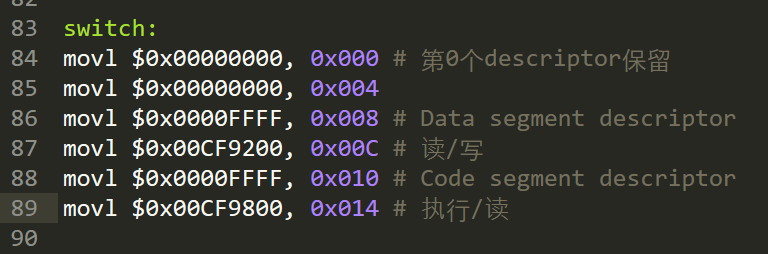 82
83 switch:
84 movl $0x00000000, 0x000 # 第0个descriptor保留
85 movl $0x00000000, 0x004
86 movl $0x0000FFFF, 0x008 # Data segment descriptor
87 movl $0x00CF9200, 0x00C # 读/写
88 movl $0x0000FFFF, 0x010 # Code segment descriptor
89 movl $0x00CF9800, 0x014 # 执行/读
90